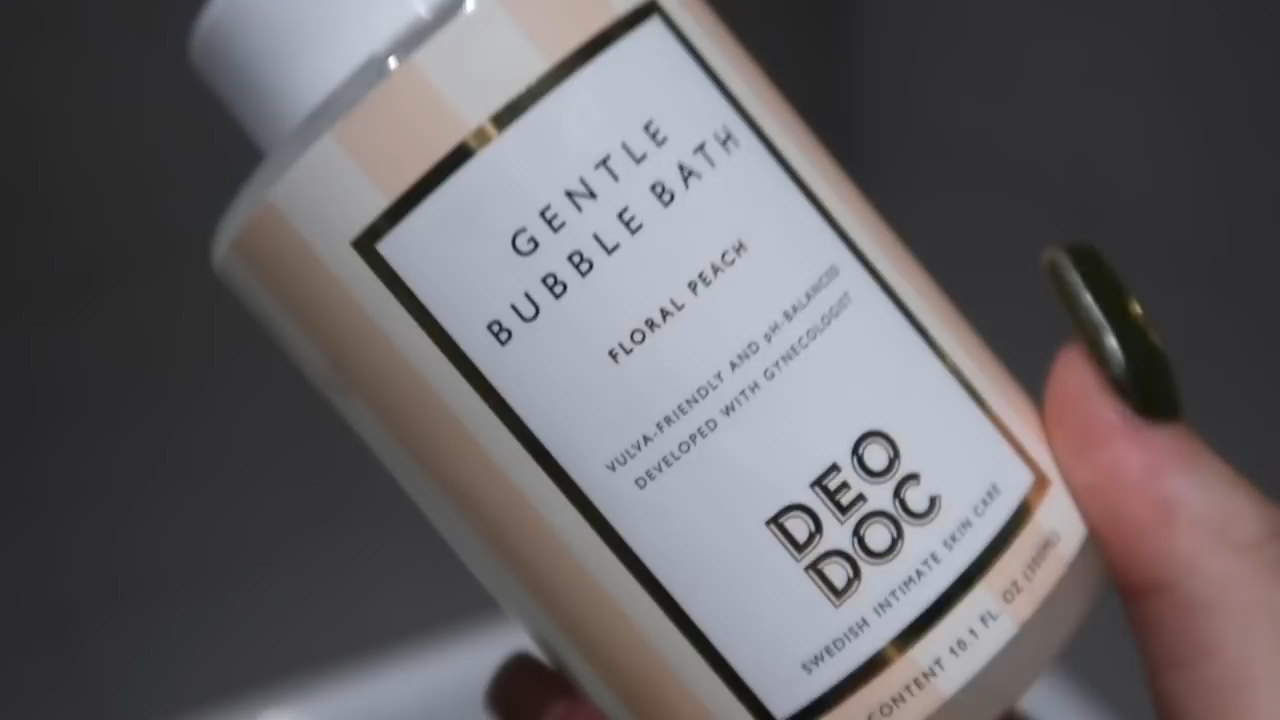 GENTLE
BUBBLE BATH
FLORAL PEACH
VULVA-FRIENDLY AND pH-BALANCED
DEVELOPED WITH GYNECOLOGIST
DEO
DOC
SWEDISH INTIMATE SKIN CARE
CONTENT 10.1 FL. OZ (300ML)